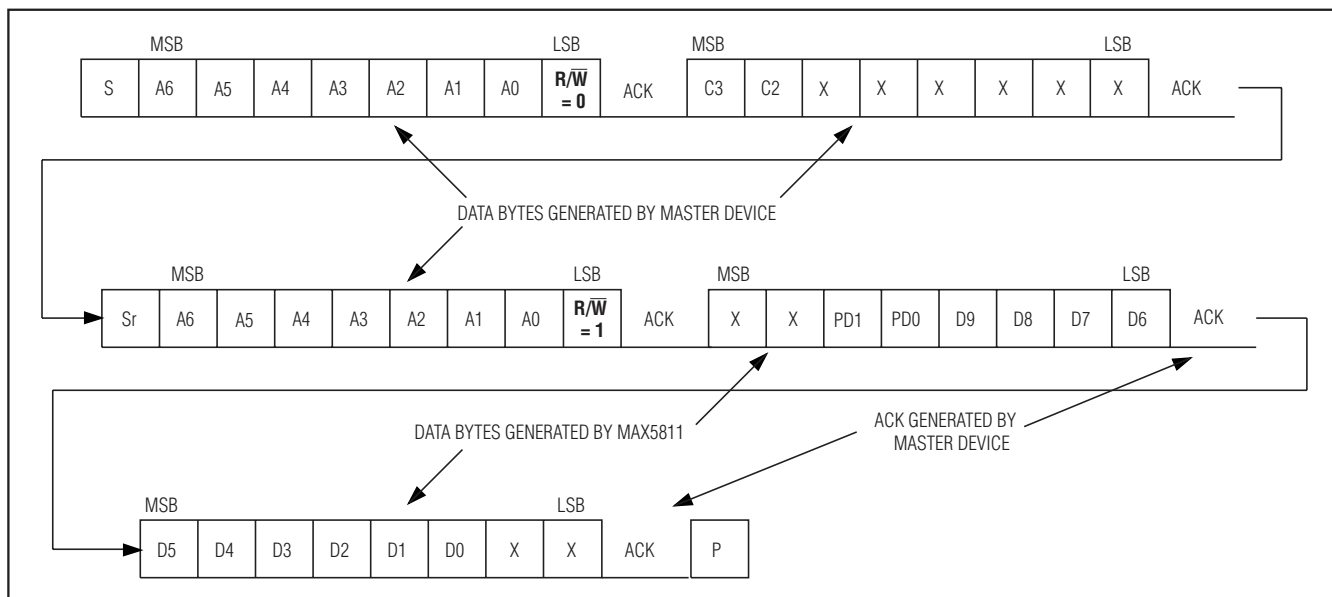 MSB LSB MSB LSB
S A6 A5 A4 A3 A2 A1 A0 R/W̅ = 0 ACK C3 C2 X X X X X X ACK
DATA BYTES GENERATED BY MASTER DEVICE
MSB LSB MSB LSB
Sr A6 A5 A4 A3 A2 A1 A0 R/W̅ = 1 ACK X X PD1 PD0 D9 D8 D7 D6 ACK
DATA BYTES GENERATED BY MAX5811
ACK GENERATED BY
MASTER DEVICE
MSB LSB
D5 D4 D3 D2 D1 D0 X X ACK P